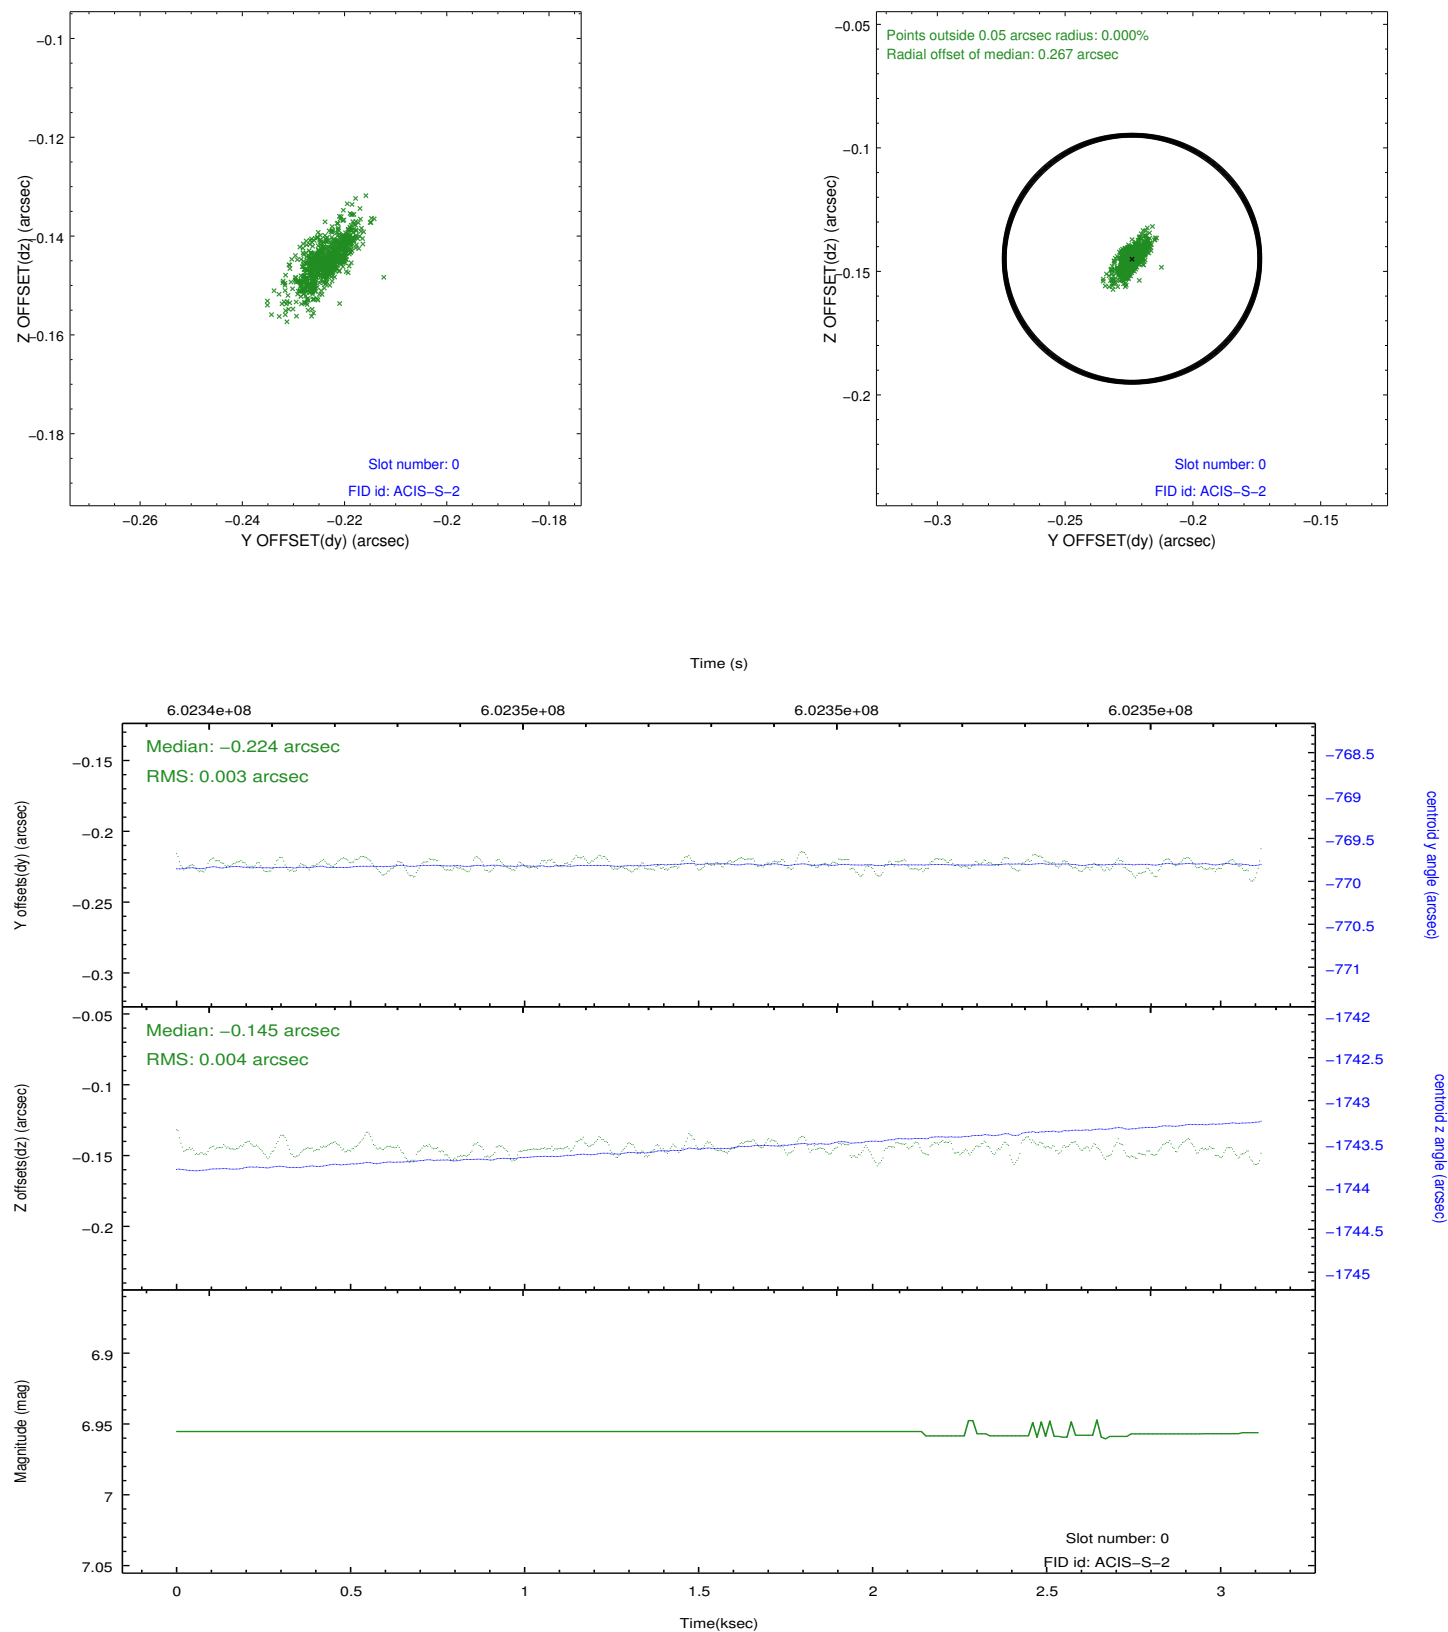 −0.1
−0.12
−0.14
−0.16
−0.18
Z OFFSET(dz) (arcsec)
Slot number: 0
FID id: ACIS−S−2
−0.26
−0.24
−0.22
−0.2
−0.18
Y OFFSET(dy) (arcsec)
−0.05
−0.1
−0.15
−0.2
Z OFFSET(dz) (arcsec)
Points outside 0.05 arcsec radius: 0.000%
Radial offset of median: 0.267 arcsec
Slot number: 0
FID id: ACIS−S−2
−0.3
−0.25
−0.2
−0.15
Y OFFSET(dy) (arcsec)
Time (s)
6.0234e+08
6.0235e+08
6.0235e+08
6.0235e+08
Median: −0.224 arcsec
RMS: 0.003 arcsec
−0.15
−0.2
−0.25
−0.3
Y offsets(dy) (arcsec)
−768.5
−769
−769.5
−770
−770.5
−771
centroid y angle (arcsec)
Median: −0.145 arcsec
RMS: 0.004 arcsec
−0.05
−0.1
−0.15
−0.2
Z offsets(dz) (arcsec)
−1742
−1742.5
−1743
−1743.5
−1744
−1744.5
−1745
centroid z angle (arcsec)
6.9
6.95
7
7.05
Magnitude (mag)
Slot number: 0
FID id: ACIS−S−2
0
0.5
1
1.5
2
2.5
3
Time(ksec)